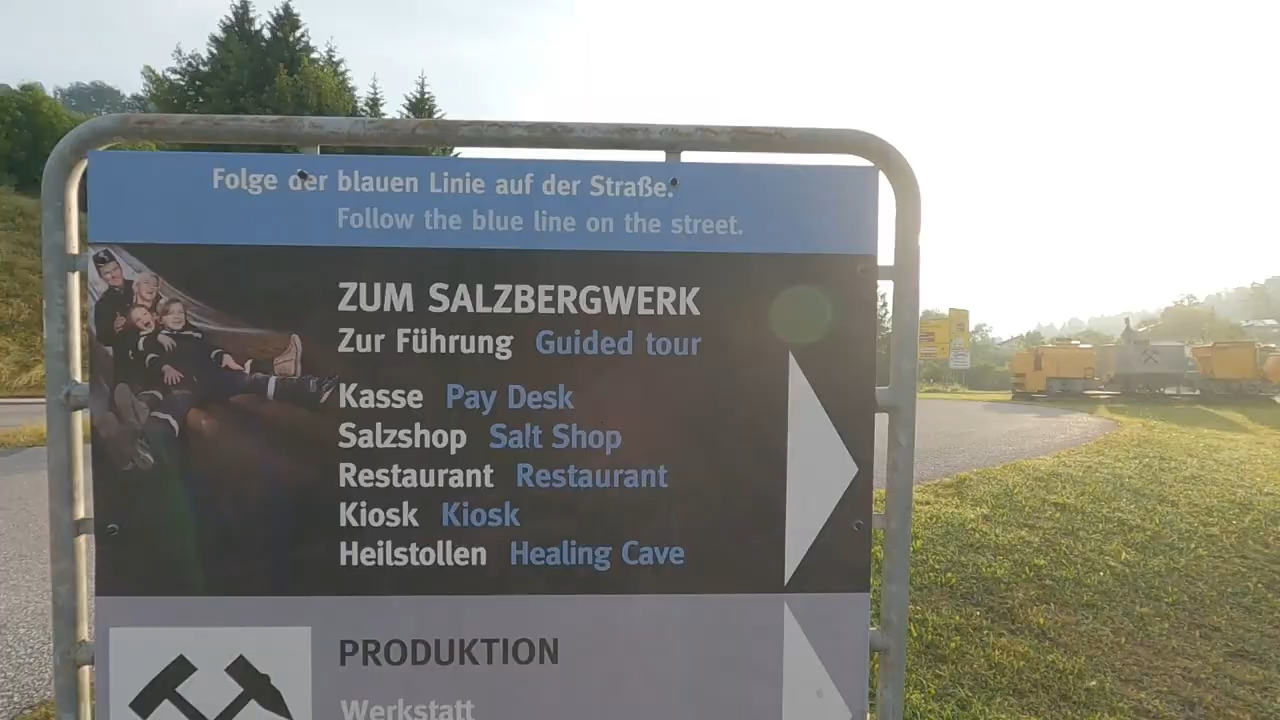 Folge der blauen Linie auf der Straße.
Follow the blue line on the street.
ZUM SALZBERGWERK
Zur Führung Guided tour
Kasse Pay Desk
Salzshop Salt Shop
Restaurant Restaurant
Kiosk Kiosk
Heilstollen Healing Cave
PRODUKTION
Werkstatt